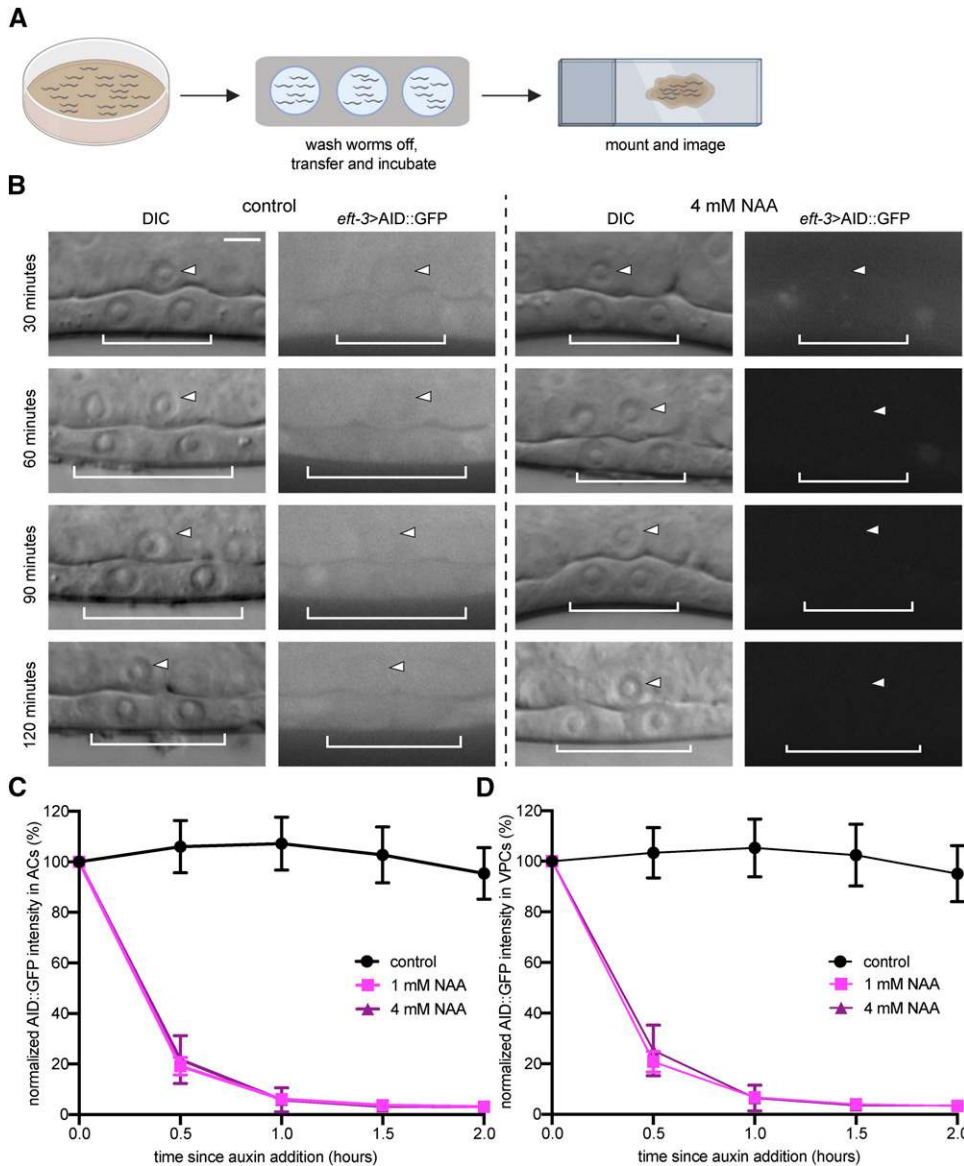 A
wash worms off,
transfer and incubate
mount and image
B
control
4 mM NAA
DIC
eft-3>AID::GFP
DIC
eft-3>AID::GFP
30 minutes
60 minutes
90 minutes
120 minutes
C
normalized AID::GFP intensity in ACs (%)
120
100
80
60
40
20
0
0.0
0.5
1.0
1.5
2.0
time since auxin addition (hours)
control
1 mM NAA
4 mM NAA
D
normalized AID::GFP intensity in VPCs (%)
120
100
80
60
40
20
0
0.0
0.5
1.0
1.5
2.0
time since auxin addition (hours)
control
1 mM NAA
4 mM NAA